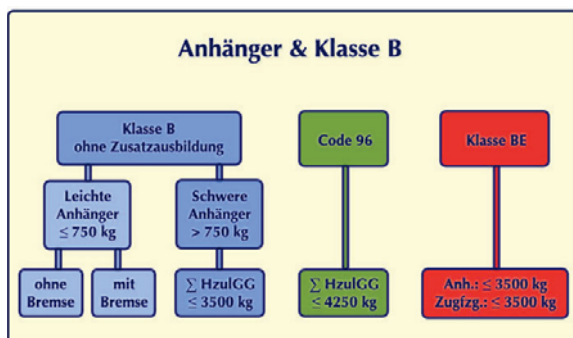 Anhänger & Klasse B
Klasse B
ohne Zusatzausbildung
Code 96
Klasse BE
Leichte
Anhänger
≤ 750 kg
Schwere
Anhänger
> 750 kg
ohne
Bremse
mit
Bremse
∑ HzulGG
≤ 3500 kg
∑ HzulGG
≤ 4250 kg
Anh.: ≤ 3500 kg
Zugfzg.: ≤ 3500 kg